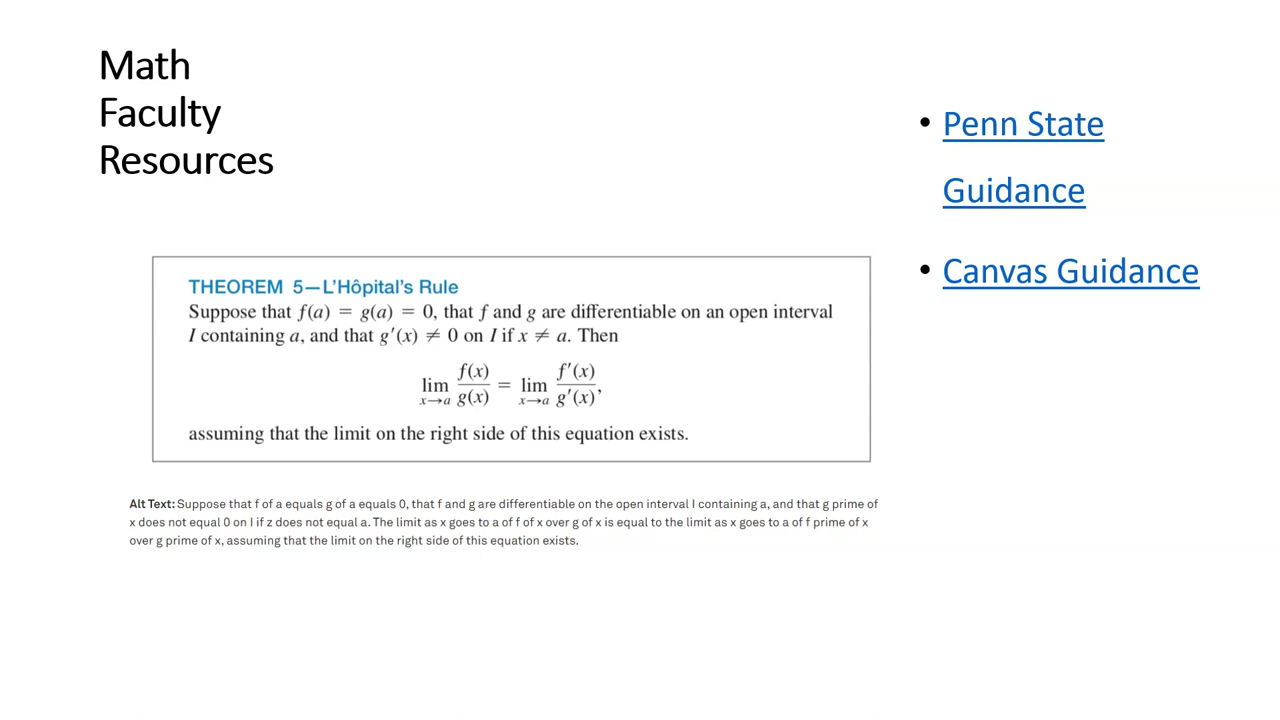 Math
Faculty
Resources
• Penn State
Guidance
• Canvas Guidance
THEOREM 5—L'Hôpital's Rule
Suppose that f(a) = g(a) = 0, that f and g are differentiable on an open interval
I containing a, and that g′(x) ≠ 0 on I if x ≠ a. Then
lim x→a f(x)/g(x) = lim x→a f′(x)/g′(x),
assuming that the limit on the right side of this equation exists.
Alt Text: Suppose that f of a equals g of a equals 0, that f and g are differentiable on the open interval I containing a, and that g prime of
x does not equal 0 on I if z does not equal a. The limit as x goes to a of f of x over g of x is equal to the limit as x goes to a of f prime of x
over g prime of x, assuming that the limit on the right side of this equation exists.